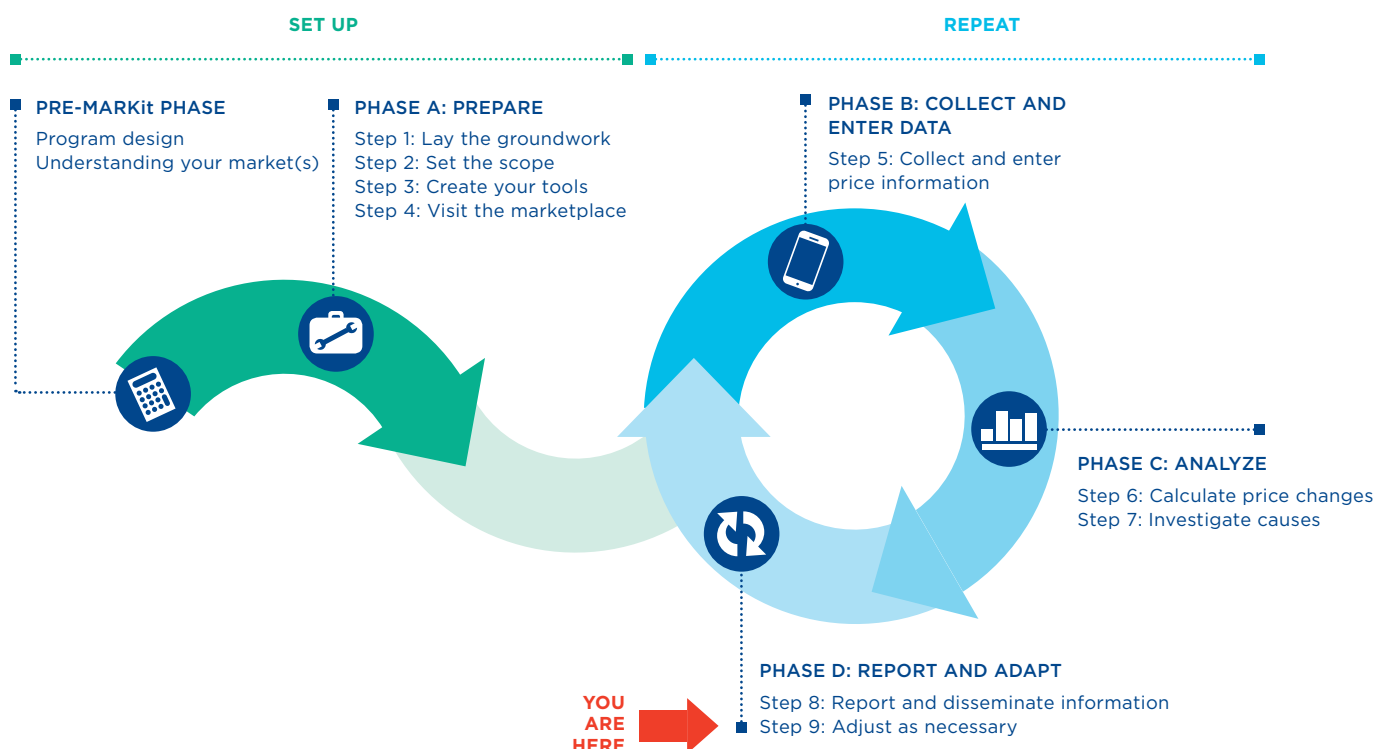 SET UP
REPEAT
PRE-MARKit PHASE
Program design
Understanding your market(s)
PHASE A: PREPARE
Step 1: Lay the groundwork
Step 2: Set the scope
Step 3: Create your tools
Step 4: Visit the marketplace
PHASE B: COLLECT AND
ENTER DATA
Step 5: Collect and enter
price information
PHASE C: ANALYZE
Step 6: Calculate price changes
Step 7: Investigate causes
PHASE D: REPORT AND ADAPT
Step 8: Report and disseminate information
Step 9: Adjust as necessary
YOU
ARE
HERE